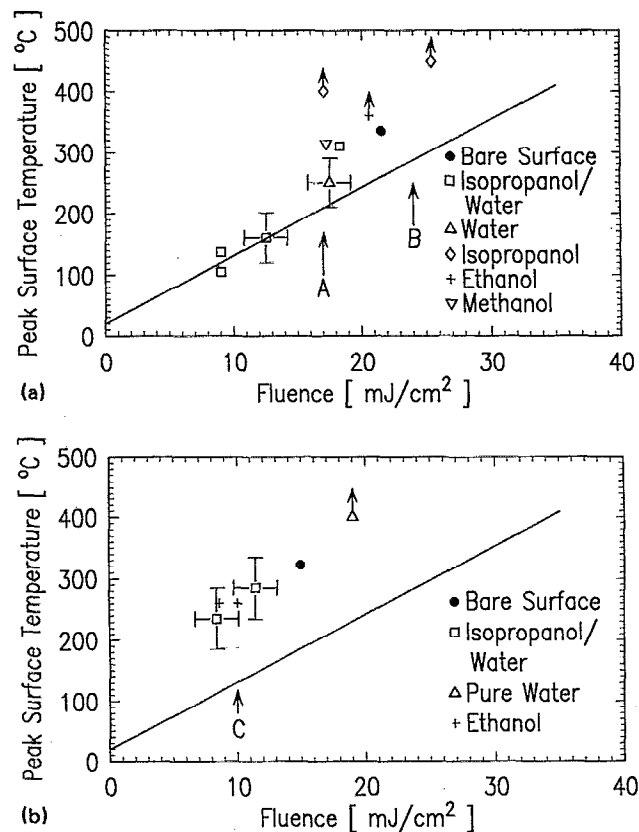 Peak Surface Temperature [ °C ]
500
400
300
200
100
0
● Bare Surface
□ Isopropanol/
Water
△ Water
◇ Isopropanol
+ Ethanol
▽ Methanol
A
B
0 10 20 30 40
(a)
Fluence [ mJ/cm² ]
Peak Surface Temperature [ °C ]
500
400
300
200
100
0
● Bare Surface
□ Isopropanol/
Water
△ Pure Water
+ Ethanol
C
0 10 20 30 40
(b)
Fluence [ mJ/cm² ]